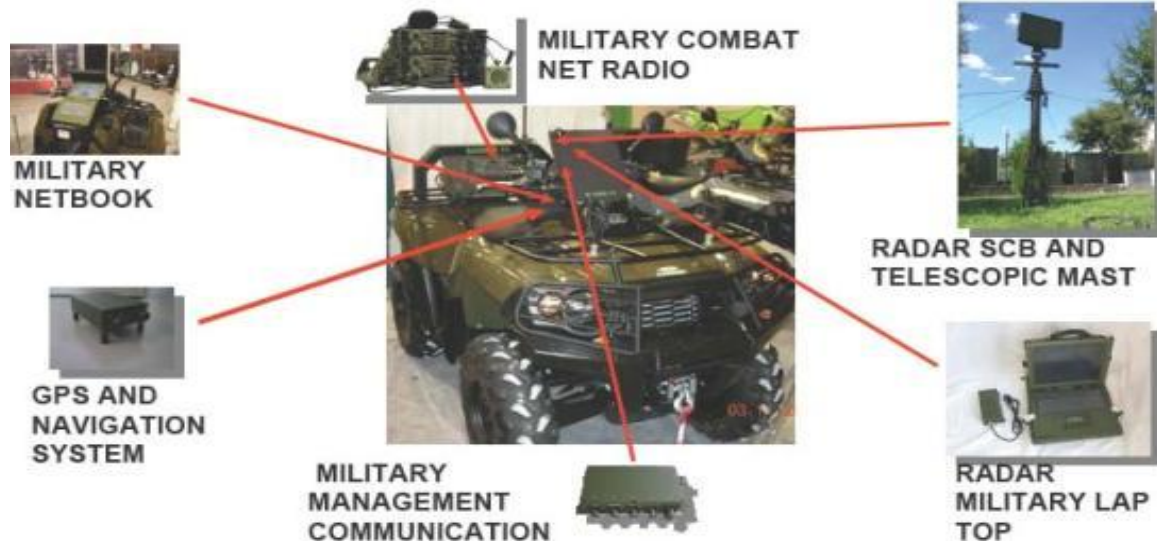 MILITARY COMBAT
NET RADIO
MILITARY
NETBOOK
RADAR SCB AND
TELESCOPIC MAST
GPS AND
NAVIGATION
SYSTEM
MILITARY
MANAGEMENT
COMMUNICATION
RADAR
MILITARY LAP
TOP